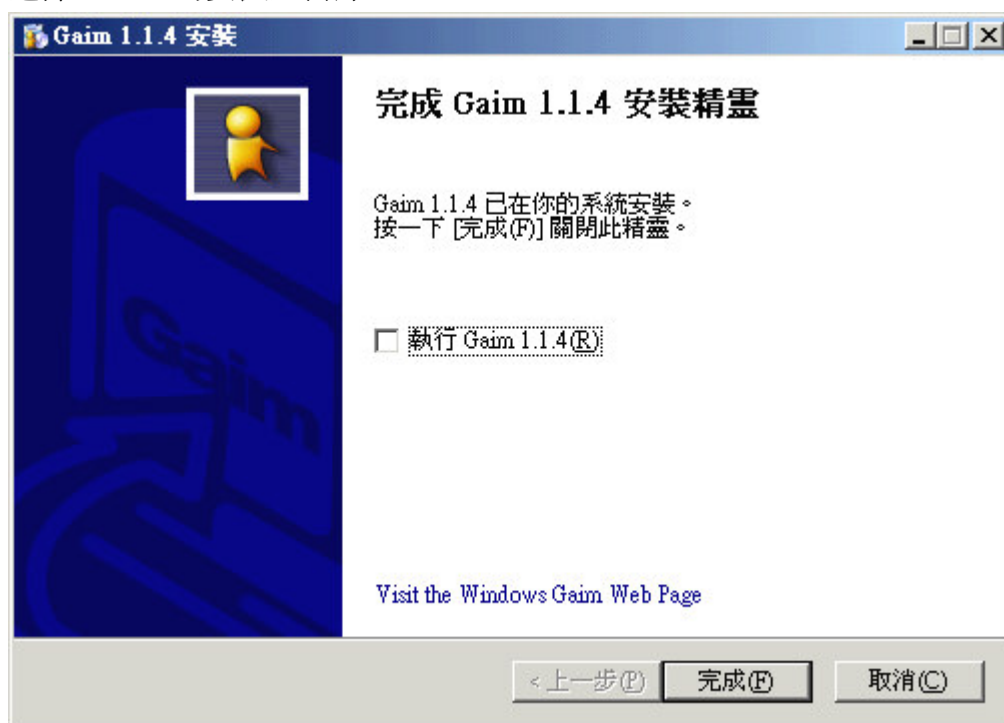 Gaim 1.1.4 安裝
完成 Gaim 1.1.4 安裝精靈
Gaim 1.1.4 已在你的系統安裝。
按一下 [完成(F)] 關閉此精靈。
執行 Gaim 1.1.4(R)
Gaim
Visit the Windows Gaim Web Page
< 上一步(P)
完成(F)
取消(C)